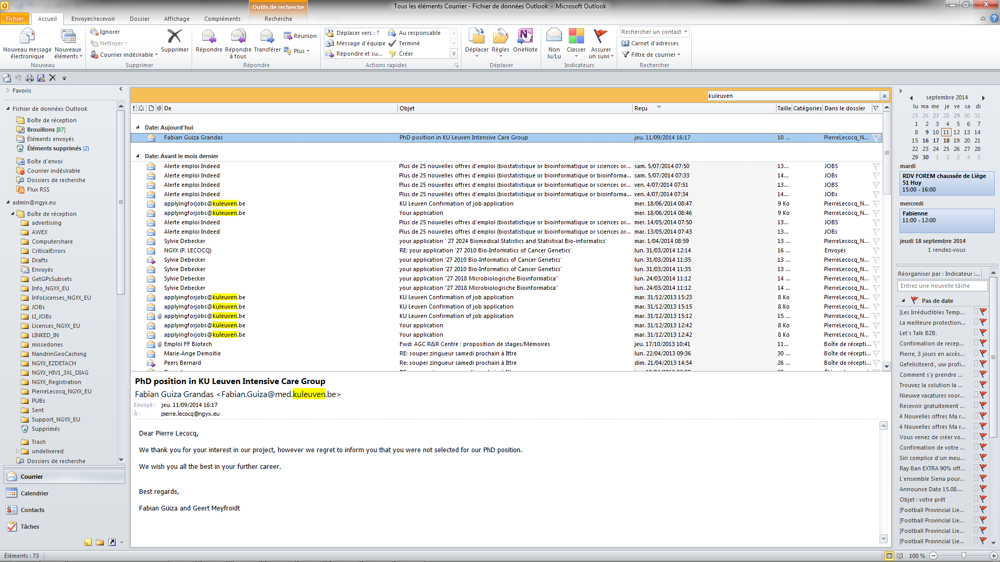 Outils de recherche
Tous les éléments Courrier - Fichier de données Outlook - Microsoft Outlook
Fichier Accueil Envoyer/recevoir Dossier Affichage Compléments Recherche
Nouveau message électronique
Nouveaux éléments
Nouveau
Ignorer
Nettoyer
Courrier indésirable
Supprimer
Supprimer
Répondre
Répondre à tous
Transférer
Réunion
Plus
Répondre
Déplacer vers : ?
Message d'équipe
Répondre et su...
Au responsable
Terminé
Créer
Actions rapides
Déplacer
Règles
OneNote
Déplacer
Non lu/Lu
Classer
Assurer un suivi
Indicateurs
Rechercher un contact
Carnet d'adresses
Filtre de courrier
Rechercher
Favoris
Fichier de données Outlook
Boîte de réception
Brouillons [87]
Éléments envoyés
Éléments supprimés (2)
Boîte d'envoi
Courrier indésirable
Dossiers de recherche
Flux RSS
admin@ngyx.eu
Boîte de réception
advertising
AWEX
Computershare
CriticalErrors
Drafts
Envoyés
GetGPsSubsets
Info_NGYX_EU
InfoLicenses_NGYX_EU
JOBs
LI_JOBs
Licenses_NGYX_EU
LINKED_IN
missedones
NandrinGeoCaching
NGYX_EZDETACH
NGYX_HIV1_3XL_DIAG
NGYX_Registration
PierreLecocq_NGYX_EU
PUBs
Sent
Support_NGYX_EU
Supprimés
Trash
undelivered
Dossiers de recherche
Courrier
Calendrier
Contacts
Tâches
Éléments : 73
kuleuven
De Objet Reçu Taille Catégories Dans le dossier
Date: Aujourd'hui
Fabian Guiza Grandas PhD position in KU Leuven Intensive Care Group jeu. 11/09/2014 16:17 10 ... PierreLecocq_N...
Date: Avant le mois dernier
Alerte emploi Indeed Plus de 25 nouvelles offres d'emploi (biostatistique or bioinformatique or sciences or... sam. 5/07/2014 07:50 13... JOBS
Alerte emploi Indeed Plus de 25 nouvelles offres d'emploi (biostatistique or bioinformatique or bioinforma... sam. 5/07/2014 07:33 14... JOBs
Alerte emploi Indeed Plus de 25 nouvelles offres d'emploi (biostatistique or bioinformatique or sciences or... ven. 4/07/2014 07:51 13... JOBS
Alerte emploi Indeed Plus de 25 nouvelles offres d'emploi (biostatistique or bioinformatique or bioinforma... ven. 4/07/2014 07:34 14... JOBs
applyingforjobs@kuleuven.be KU Leuven Confirmation of job application mer. 18/06/2014 08:47 9 Ko PierreLecocq_N...
applyingforjobs@kuleuven.be Your application mer. 18/06/2014 08:46 9 Ko PierreLecocq_N...
Alerte emploi Indeed Plus de 25 nouvelles offres d'emploi (biostatistique or bioinformatique or sciences or... mer. 14/05/2014 07:50 13... JOBS
Alerte emploi Indeed Plus de 25 nouvelles offres d'emploi (biostatistique or bioinformatique or sciences or... mar. 13/05/2014 07:43 14... JOBs
Sylvie Debecker your application ' 27 2024 Biomedical Statistics and Statistical Bio-informatics' mar. 1/04/2014 08:59 13 ... PierreLecocq_N...
NGYX (P. LECOCQ) RE: your application '27 2010 Bio-Informatics of Cancer Genetics' lun. 31/03/2014 12:14 16 ... Envoyés
Sylvie Debecker your application '27 2010 Bio-Informatics of Cancer Genetics' lun. 31/03/2014 11:35 13 ... PierreLecocq_N...
Sylvie Debecker your application '27 2010 Bio-Informatics of Cancer Genetics' lun. 31/03/2014 11:35 13 ... PierreLecocq_N...
Sylvie Debecker your application "27 2018 Microbiologische Bioinformatica" lun. 24/03/2014 11:12 14 ... PierreLecocq_N...
Sylvie Debecker your application "27 2018 Microbiologische Bioinformatica" lun. 24/03/2014 11:12 14 ... PierreLecocq_N...
applyingforjobs@kuleuven.be KU Leuven Confirmation of job application mar. 31/12/2013 15:23 8 Ko PierreLecocq_N...
applyingforjobs@kuleuven.be KU Leuven Confirmation of job application mar. 31/12/2013 15:15 8 Ko PierreLecocq_N...
applyingforjobs@kuleuven.be KU Leuven Confirmation of job application mar. 31/12/2013 15:12 15 ... PierreLecocq_N...
applyingforjobs@kuleuven.be Your application mar. 31/12/2013 12:42 8 Ko PierreLecocq_N...
applyingforjobs@kuleuven.be Your application mar. 31/12/2013 12:42 8 Ko PierreLecocq_N...
Emploi FF Biotech Fwd: AGC R&R Centre : proposition de stages/Mémoires jeu. 17/10/2013 10:41 11... Boîte de récepti...
Marie-Ange Demoitie RE: souper zingueur samedi prochain à Ittre lun. 22/04/2013 09:36 30 ... Boîte de récepti...
Peers Bernard RE: souper zingueur samedi prochain à Ittre dim. 21/04/2013 14:54 26 ... Boîte de récepti...
PhD position in KU Leuven Intensive Care Group
Fabian Guiza Grandas <Fabian.Guiza@med.kuleuven.be>
Envoyé : jeu. 11/09/2014 16:17
À : pierre.lecocq@ngyx.eu
Dear Pierre Lecocq,
We thank you for your interest in our project, however we regret to inform you that you were not selected for our PhD position.
We wish you all the best in your further career.
Best regards,
Fabian Güiza and Geert Meyfroidt
septembre 2014
lu ma me je ve sa di
25 26 27 28 29 30 31
1 2 3 4 5 6 7
8 9 10 11 12 13 14
15 16 17 18 19 20 21
22 23 24 25 26 27 28
29 30 1 2 3 4 5
mardi
RDV FOREM chaussée de Liège
51 Huy
15:00 - 16:00
mercredi
Fabienne
11:00 - 12:00
jeudi 18 septembre 2014
1 rendez-vous
Réorganiser par : Indicateur :...
Entrez une nouvelle tâche
Pas de date
[Les Irréductibles Temp...
La meilleure protection...
Let's Talk B2B.
Confirmation de recep...
Pierre, 3 jours en accès...
Gefeliciteerd , uw profi...
Comment s'y prendre ...
Trouvez la solution la ...
Nieuwe vacatures voor...
Recevoir gratuitement ...
4 Nouvelles offres Ma r...
4 Nouvelles offres Ma r...
Vous venez de créer vo...
Confirmation de votre ...
Siri complice d'un meu...
Ray Ban EXTRA 90% off...
L'ensemble Siena pour...
Announce Date 15.08....
Objet : votre prêt
[Football Provincial Lie...
[Football Provincial Lie...
[Football Provincial Lie...
[Football Provincial Lie...
100 %